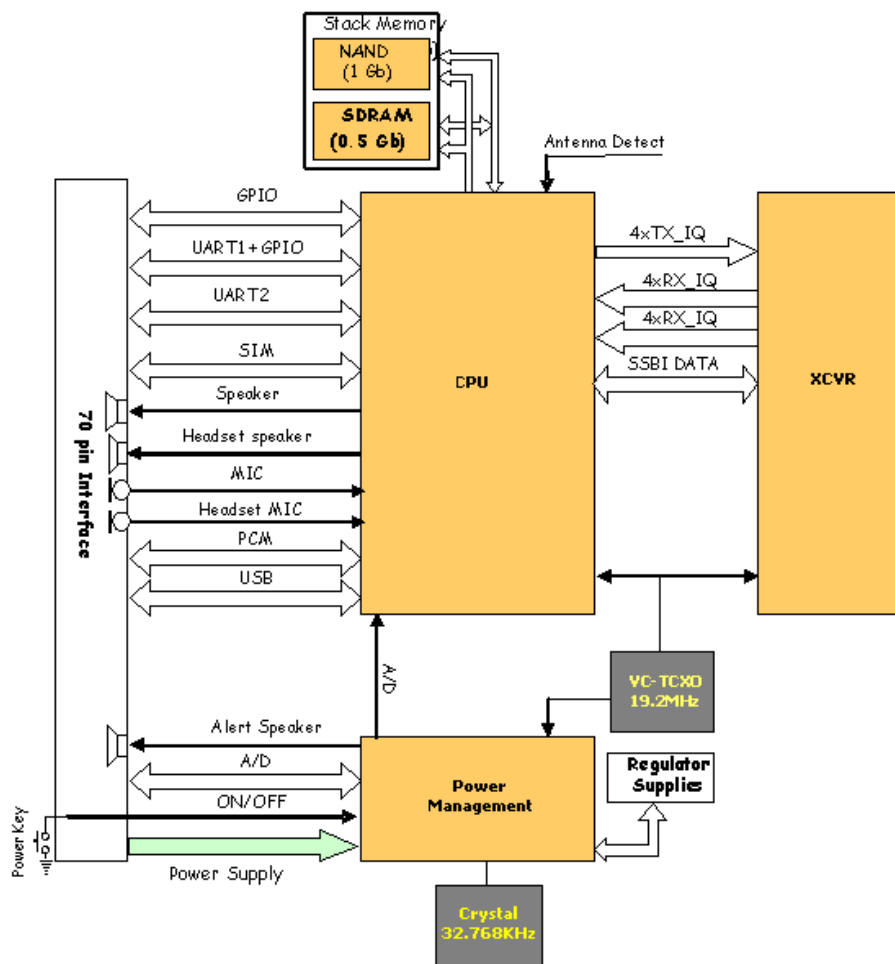 Stack Memory
NAND
(1 Gb)
SDRAM
(0.5 Gb)
Antenna Detect
GPIO
UART1+GPIO
UART2
SIM
Speaker
Headset speaker
MIC
Headset MIC
PCM
USB
70 pin Interface
CPU
4xTX_IQ
4xRX_IQ
4xRX_IQ
SSBI DATA
XCVR
A/D
VC-TCXO
19.2MHz
Alert Speaker
A/D
ON/OFF
Power Key
Power Supply
Power
Management
Regulator
Supplies
Crystal
32.768KHz